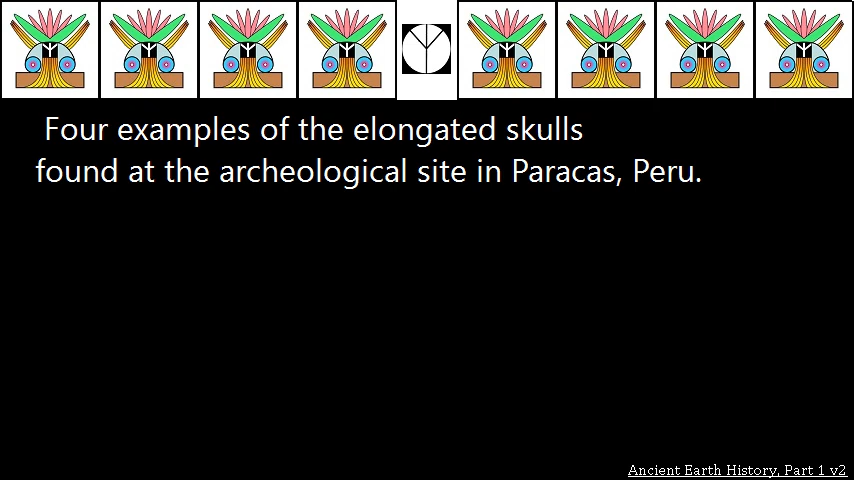 Four examples of the elongated skulls
found at the archeological site in Paracas, Peru.
Ancient Earth History, Part 1 v2